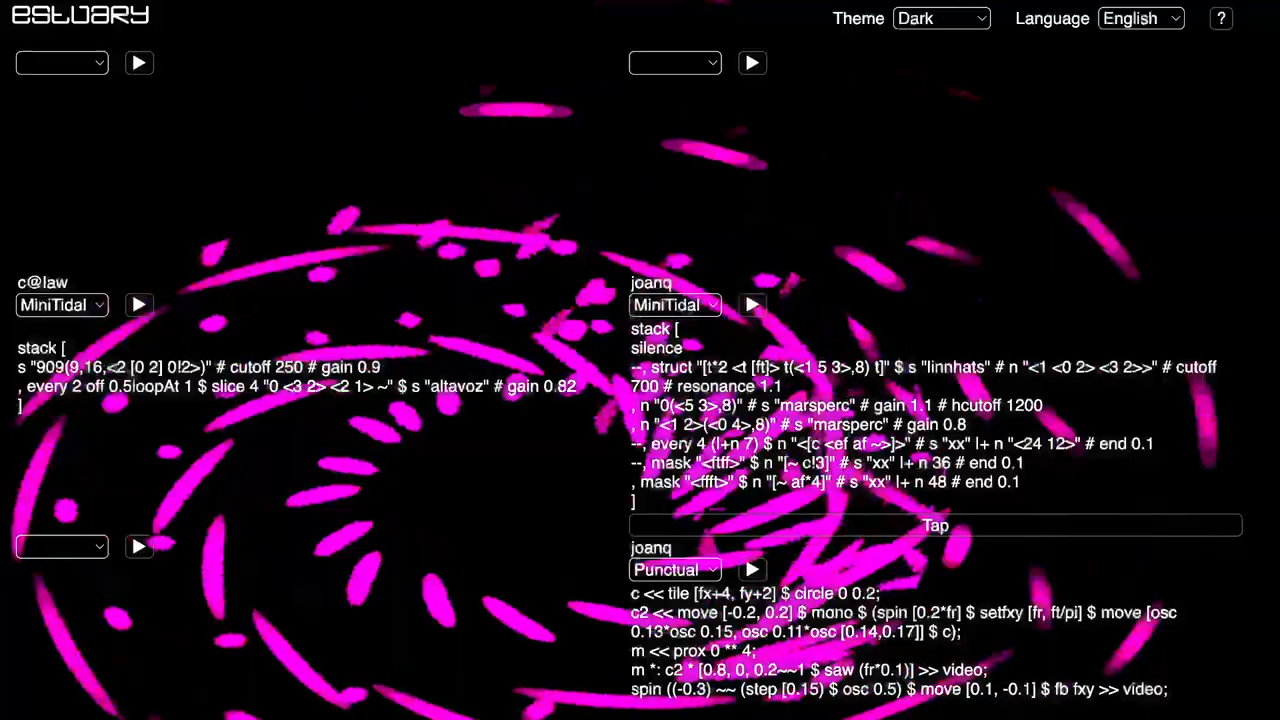 estuary
Theme Dark Language English ?
c@law
MiniTidal
stack [
s "909(9,16,<2 [0 2] 0!2>)" # cutoff 250 # gain 0.9
, every 2 off 0.5loopAt 1 $ slice 4 "0 <3 2> <2 1> ~" $ s "altavoz" # gain 0.82
]
joanq
MiniTidal
stack [
silence
--, struct "[t*2 <t [ft]> t(<1 5 3>,8) t]" $ s "linnhats" # n "<1 <0 2> <3 2>>" # cutoff
700 # resonance 1.1
, n "0(<5 3>,8)" # s "marsperc" # gain 1.1 # hcutoff 1200
, n "<1 2>(<0 4>,8)" # s "marsperc" # gain 0.8
--, every 4 (|+n 7) $ n "<[c <ef af ~>]>" # s "xx" |+ n "<24 12>" # end 0.1
--, mask "<ftff>" $ n "[~ c!3]" # s "xx" |+ n 36 # end 0.1
, mask "<ffft>" $ n "[~ af*4]" # s "xx" |+ n 48 # end 0.1
]
Tap
joanq
Punctual
c << tile [fx+4, fy+2] $ circle 0 0.2;
c2 << move [-0.2, 0.2] $ mono $ (spin [0.2*fr] $ setfxy [fr, ft/pi] $ move [osc
0.13*osc 0.15, osc 0.11*osc [0.14,0.17]] $ c);
m << prox 0 ** 4;
m *: c2 * [0.8, 0, 0.2~~1 $ saw (fr*0.1)] >> video;
spin ((-0.3) ~~ (step [0.15) $ osc 0.5) $ move [0.1, -0.1] $ fb fxy >> video;